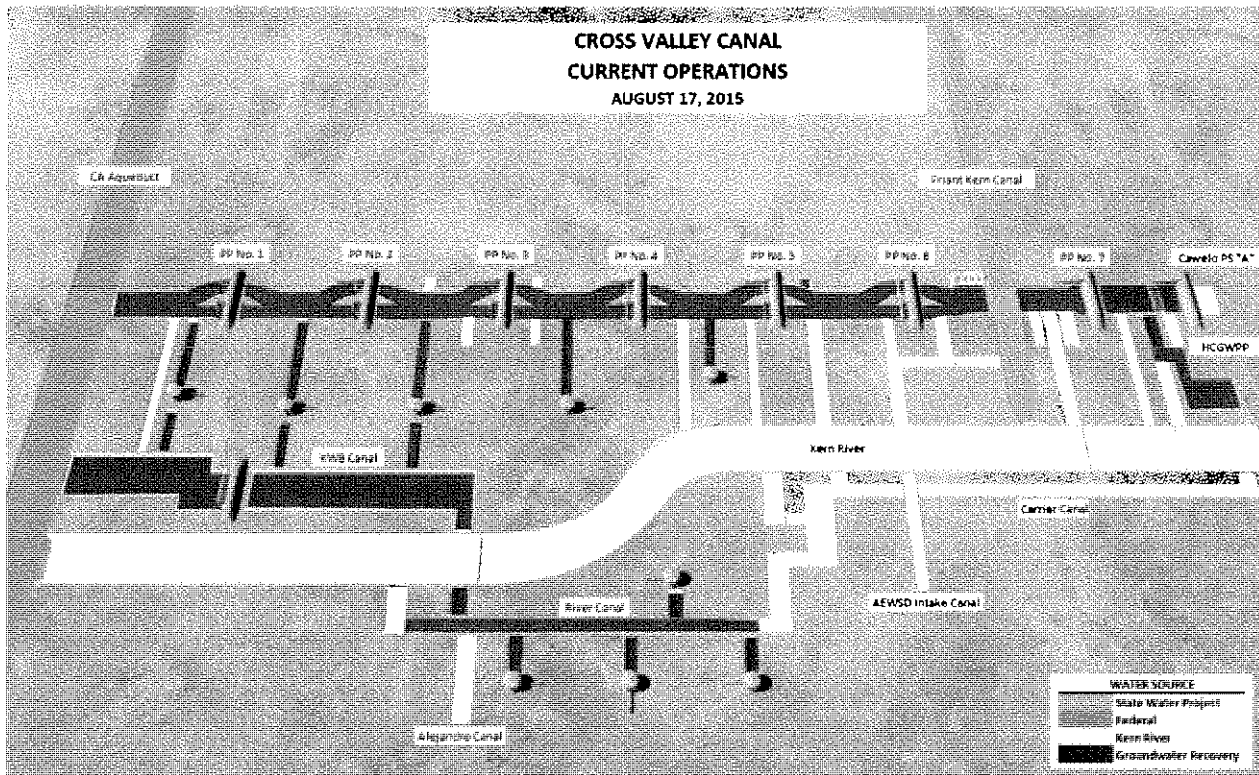 CROSS VALLEY CANAL
CURRENT OPERATIONS
AUGUST 17, 2015
CA Aqueduct
Friant Kern Canal
PP No. 1
PP No. 2
PP No. 3
PP No. 4
PP No. 5
PP No. 6
PP No. 7
Cawelo PS "A"
HCGWPP
KWB Canal
Kern River
Carrier Canal
AEWSD Intake Canal
River Canal
Alejandro Canal
WATER SOURCE
State Water Project
Federal
Kern River
Groundwater Recovery